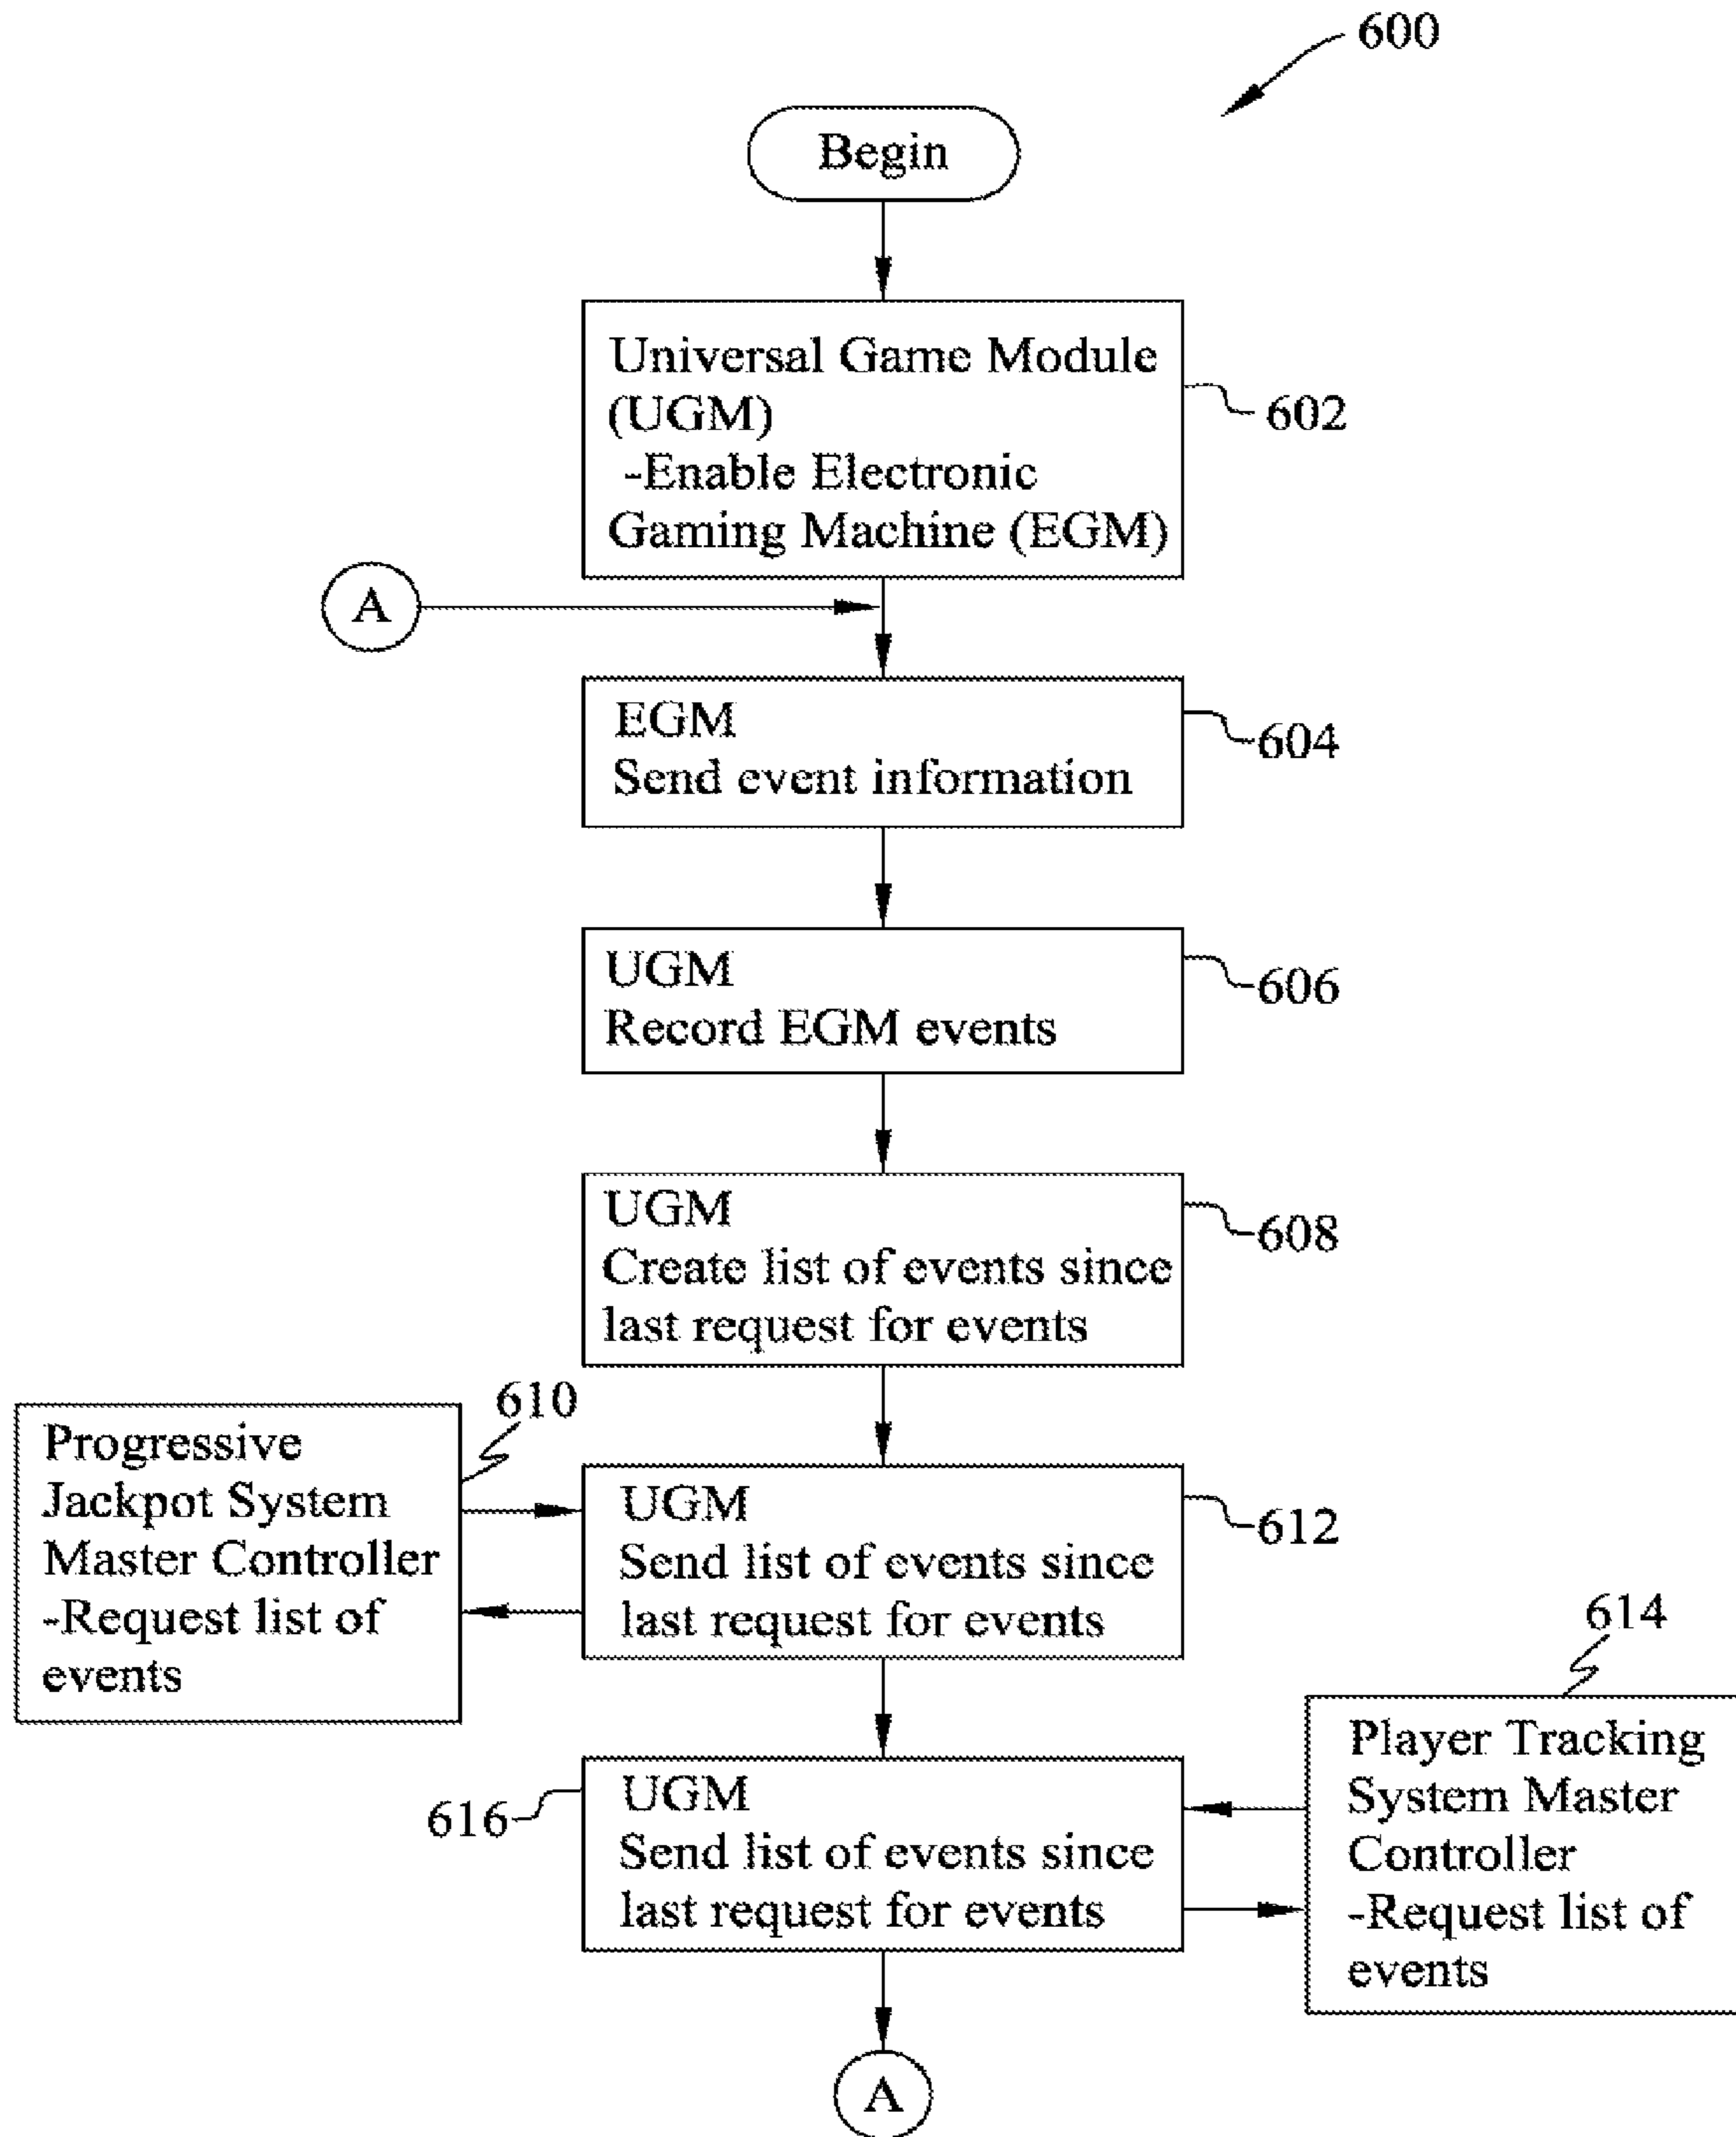 600
Begin
Universal Game Module
(UGM)
-Enable Electronic
Gaming Machine (EGM)
602
A
EGM
Send event information
604
UGM
Record EGM events
606
UGM
Create list of events since
last request for events
608
610
Progressive
Jackpot System
Master Controller
-Request list of
events
UGM
Send list of events since
last request for events
612
614
Player Tracking
System Master
Controller
-Request list of
events
616
UGM
Send list of events since
last request for events
A